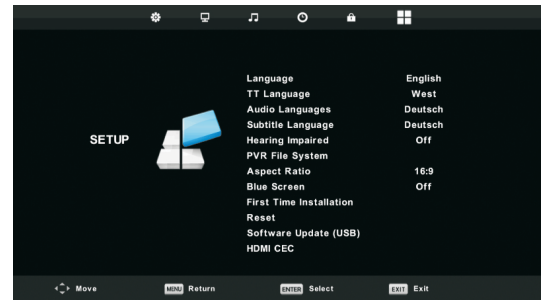 Language English
TT Language West
Audio Languages Deutsch
Subtitle Language Deutsch
SETUP
Hearing Impaired Off
PVR File System
Aspect Ratio 16:9
Blue Screen Off
First Time Installation
Reset
Software Update (USB)
HDMI CEC
Move MENU Return ENTER Select EXIT Exit